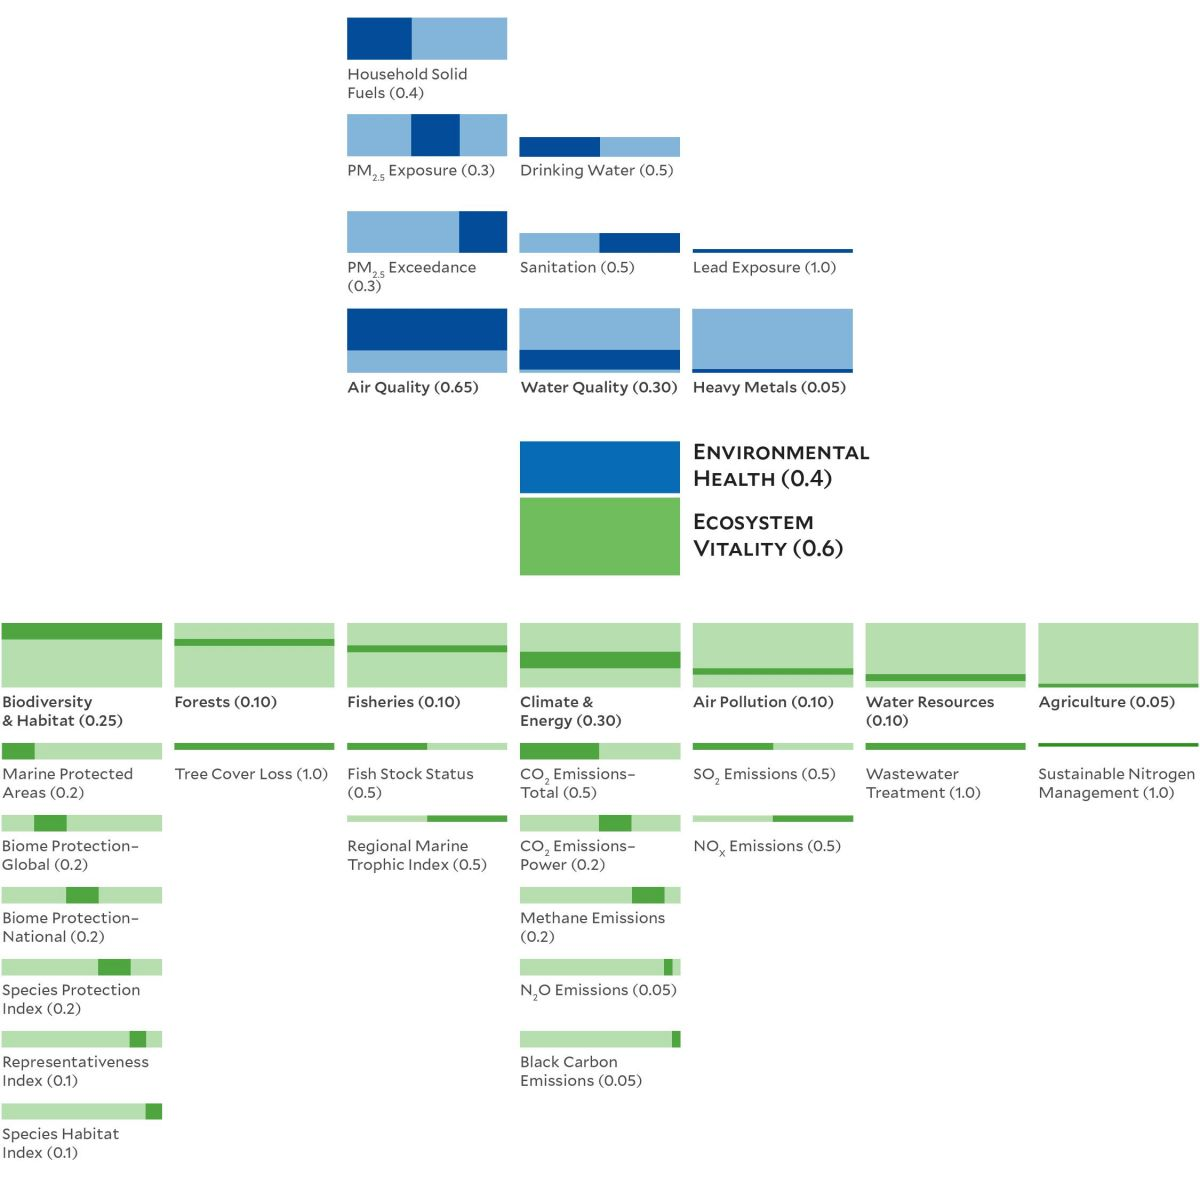 Household Solid
Fuels (0.4)
PM2.5 Exposure (0.3)
Drinking Water (0.5)
PM2.5 Exceedance
(0.3)
Sanitation (0.5)
Lead Exposure (1.0)
Air Quality (0.65)
Water Quality (0.30)
Heavy Metals (0.05)
ENVIRONMENTAL
HEALTH (0.4)
ECOSYSTEM
VITALITY (0.6)
Biodiversity
& Habitat (0.25)
Forests (0.10)
Fisheries (0.10)
Climate &
Energy (0.30)
Air Pollution (0.10)
Water Resources
(0.10)
Agriculture (0.05)
Marine Protected
Areas (0.2)
Tree Cover Loss (1.0)
Fish Stock Status
(0.5)
CO2 Emissions–
Total (0.5)
SO2 Emissions (0.5)
Wastewater
Treatment (1.0)
Sustainable Nitrogen
Management (1.0)
Biome Protection–
Global (0.2)
Regional Marine
Trophic Index (0.5)
CO2 Emissions–
Power (0.2)
NOX Emissions (0.5)
Biome Protection–
National (0.2)
Methane Emissions
(0.2)
Species Protection
Index (0.2)
N2O Emissions (0.05)
Representativeness
Index (0.1)
Black Carbon
Emissions (0.05)
Species Habitat
Index (0.1)